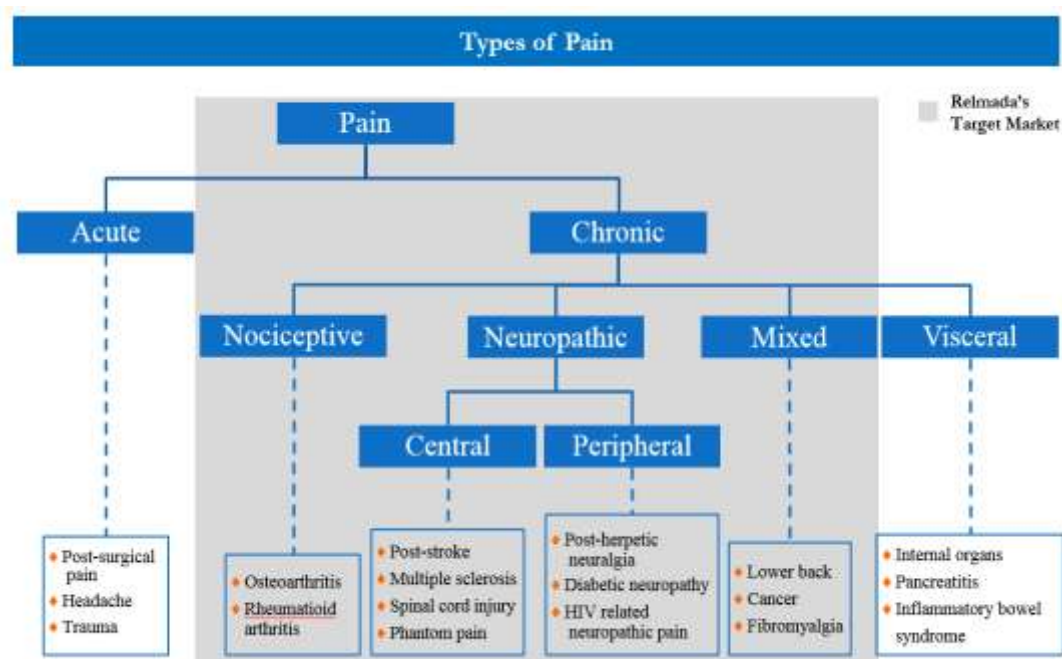 Types of Pain
Relmada's
Target Market
Pain
Acute
Chronic
Nociceptive
Neuropathic
Mixed
Visceral
Central
Peripheral
Post-surgical
pain
Headache
Trauma
Osteoarthritis
Rheumatioid
arthritis
Post-stroke
Multiple sclerosis
Spinal cord injury
Phantom pain
Post-herpetic
neuralgia
Diabetic neuropathy
HIV related
neuropathic pain
Lower back
Cancer
Fibromyalgia
Internal organs
Pancreatitis
Inflammatory bowel
syndrome